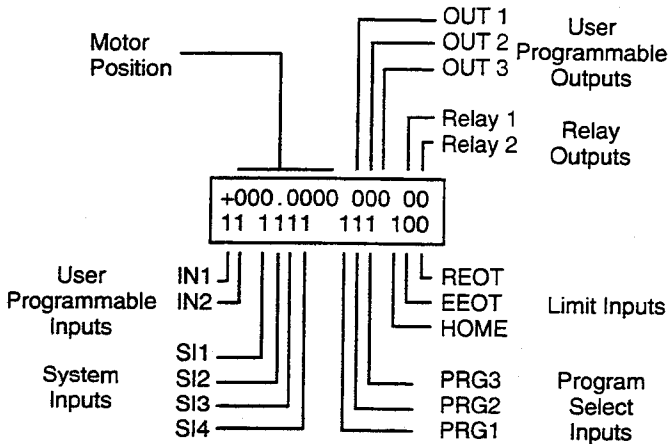 OUT 1
OUT 2
OUT 3
User
Programmable
Outputs
Motor
Position
Relay 1
Relay 2
Relay
Outputs
+000.0000 000 00
11 1111 111 100
User
Programmable
Inputs
IN1
IN2
REOT
EEOT
HOME
Limit Inputs
System
Inputs
SI1
SI2
SI3
SI4
PRG3
PRG2
PRG1
Program
Select
Inputs